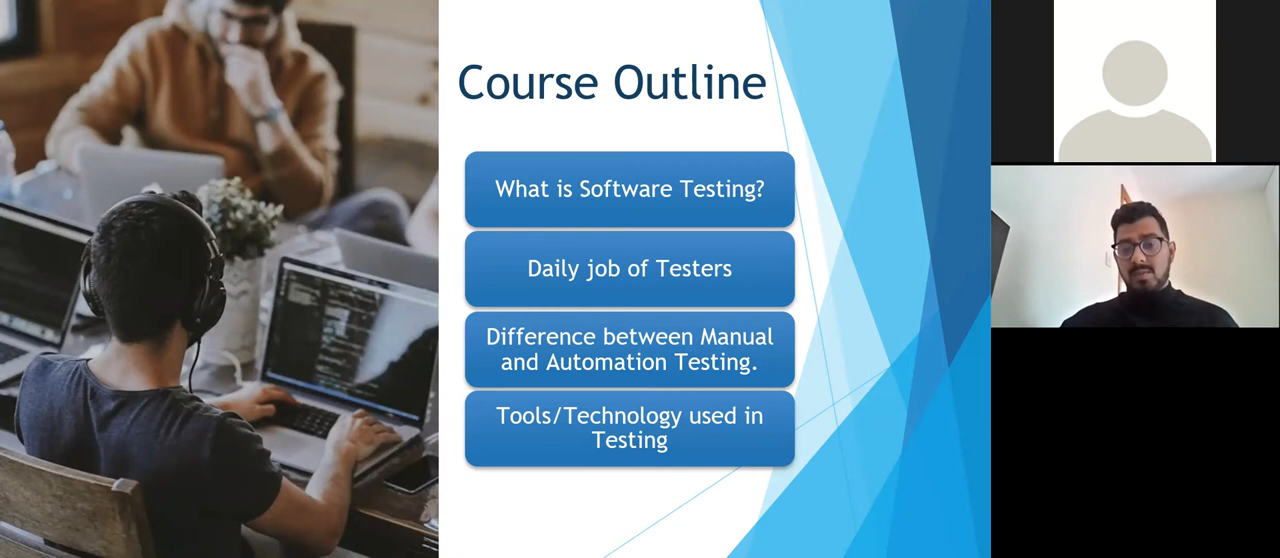 Course Outline
What is Software Testing?
Daily job of Testers
Difference between Manual
and Automation Testing.
Tools/Technology used in
Testing